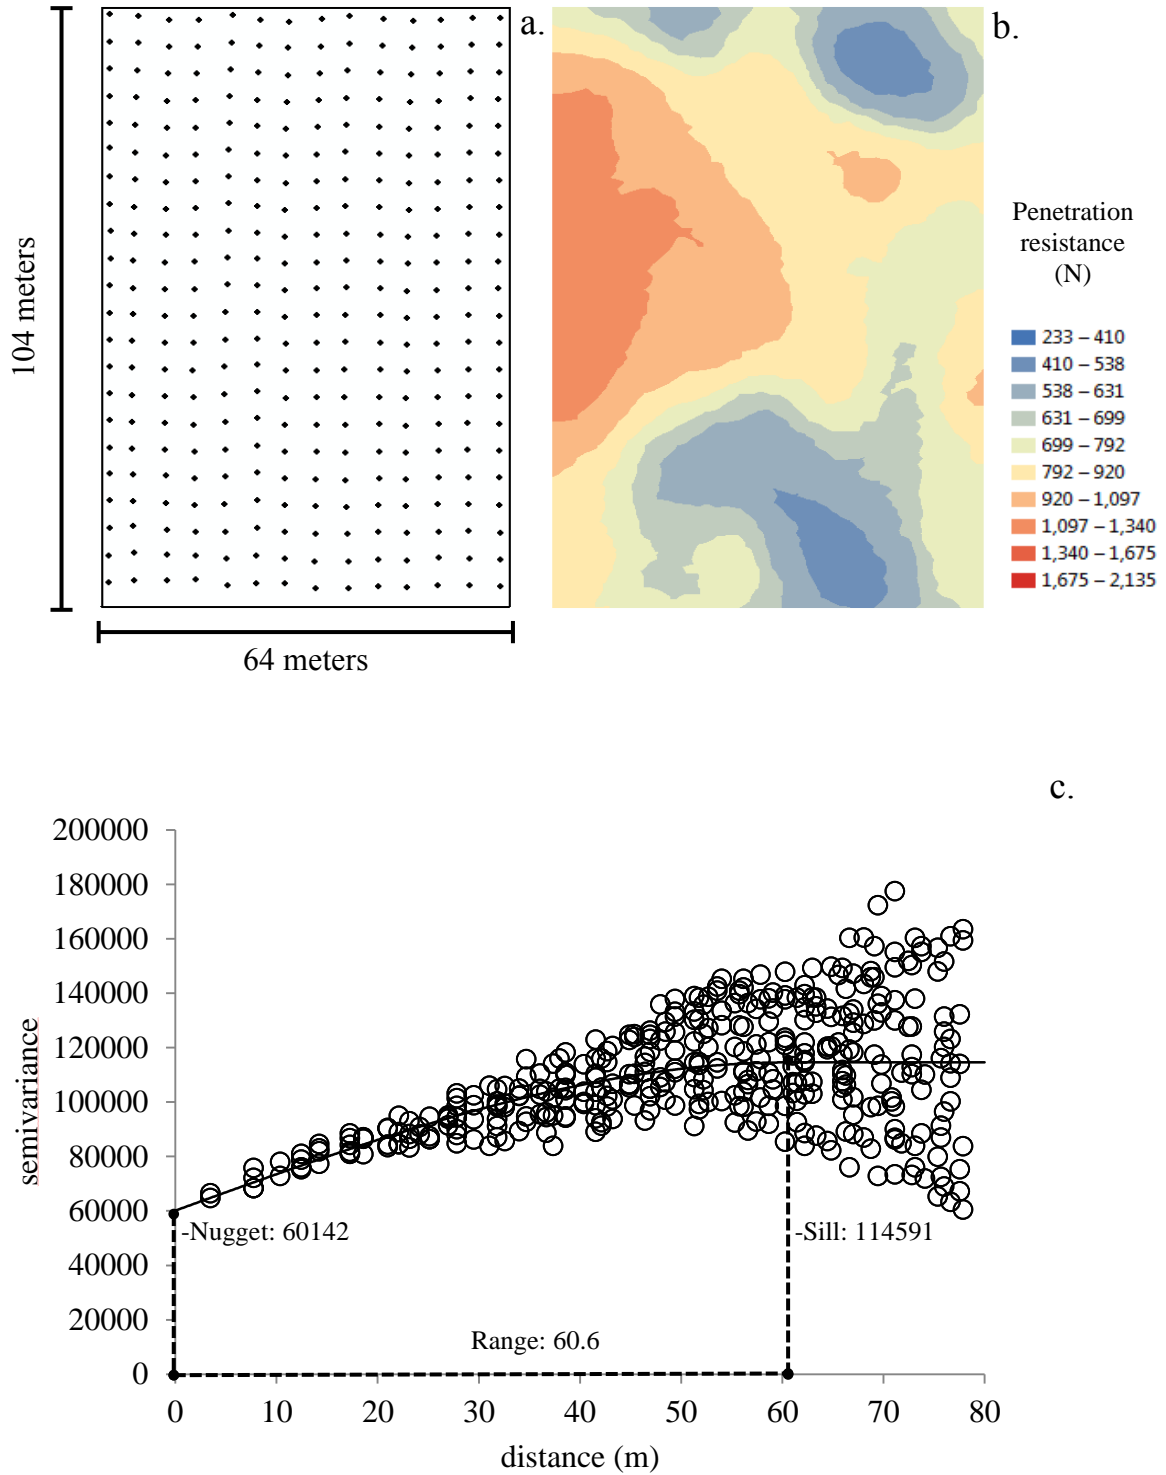 a.
104 meters
64 meters
b.
Penetration
resistance
(N)
233 – 410
410 – 538
538 – 631
631 – 699
699 – 792
792 – 920
920 – 1,097
1,097 – 1,340
1,340 – 1,675
1,675 – 2,135
c.
semivariance
200000
180000
160000
140000
120000
100000
80000
60000
40000
20000
0
-Nugget: 60142
-Sill: 114591
Range: 60.6
0 10 20 30 40 50 60 70 80
distance (m)